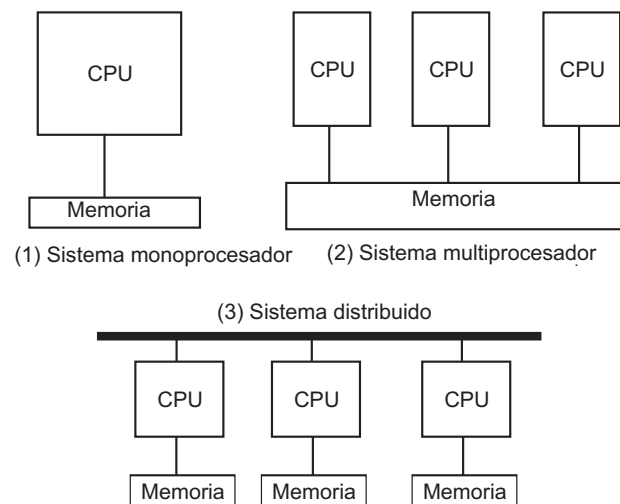 CPU
Memoria
(1) Sistema monoprocesador
CPU CPU CPU
Memoria
(2) Sistema multiprocesador
(3) Sistema distribuido
CPU CPU CPU
Memoria Memoria Memoria